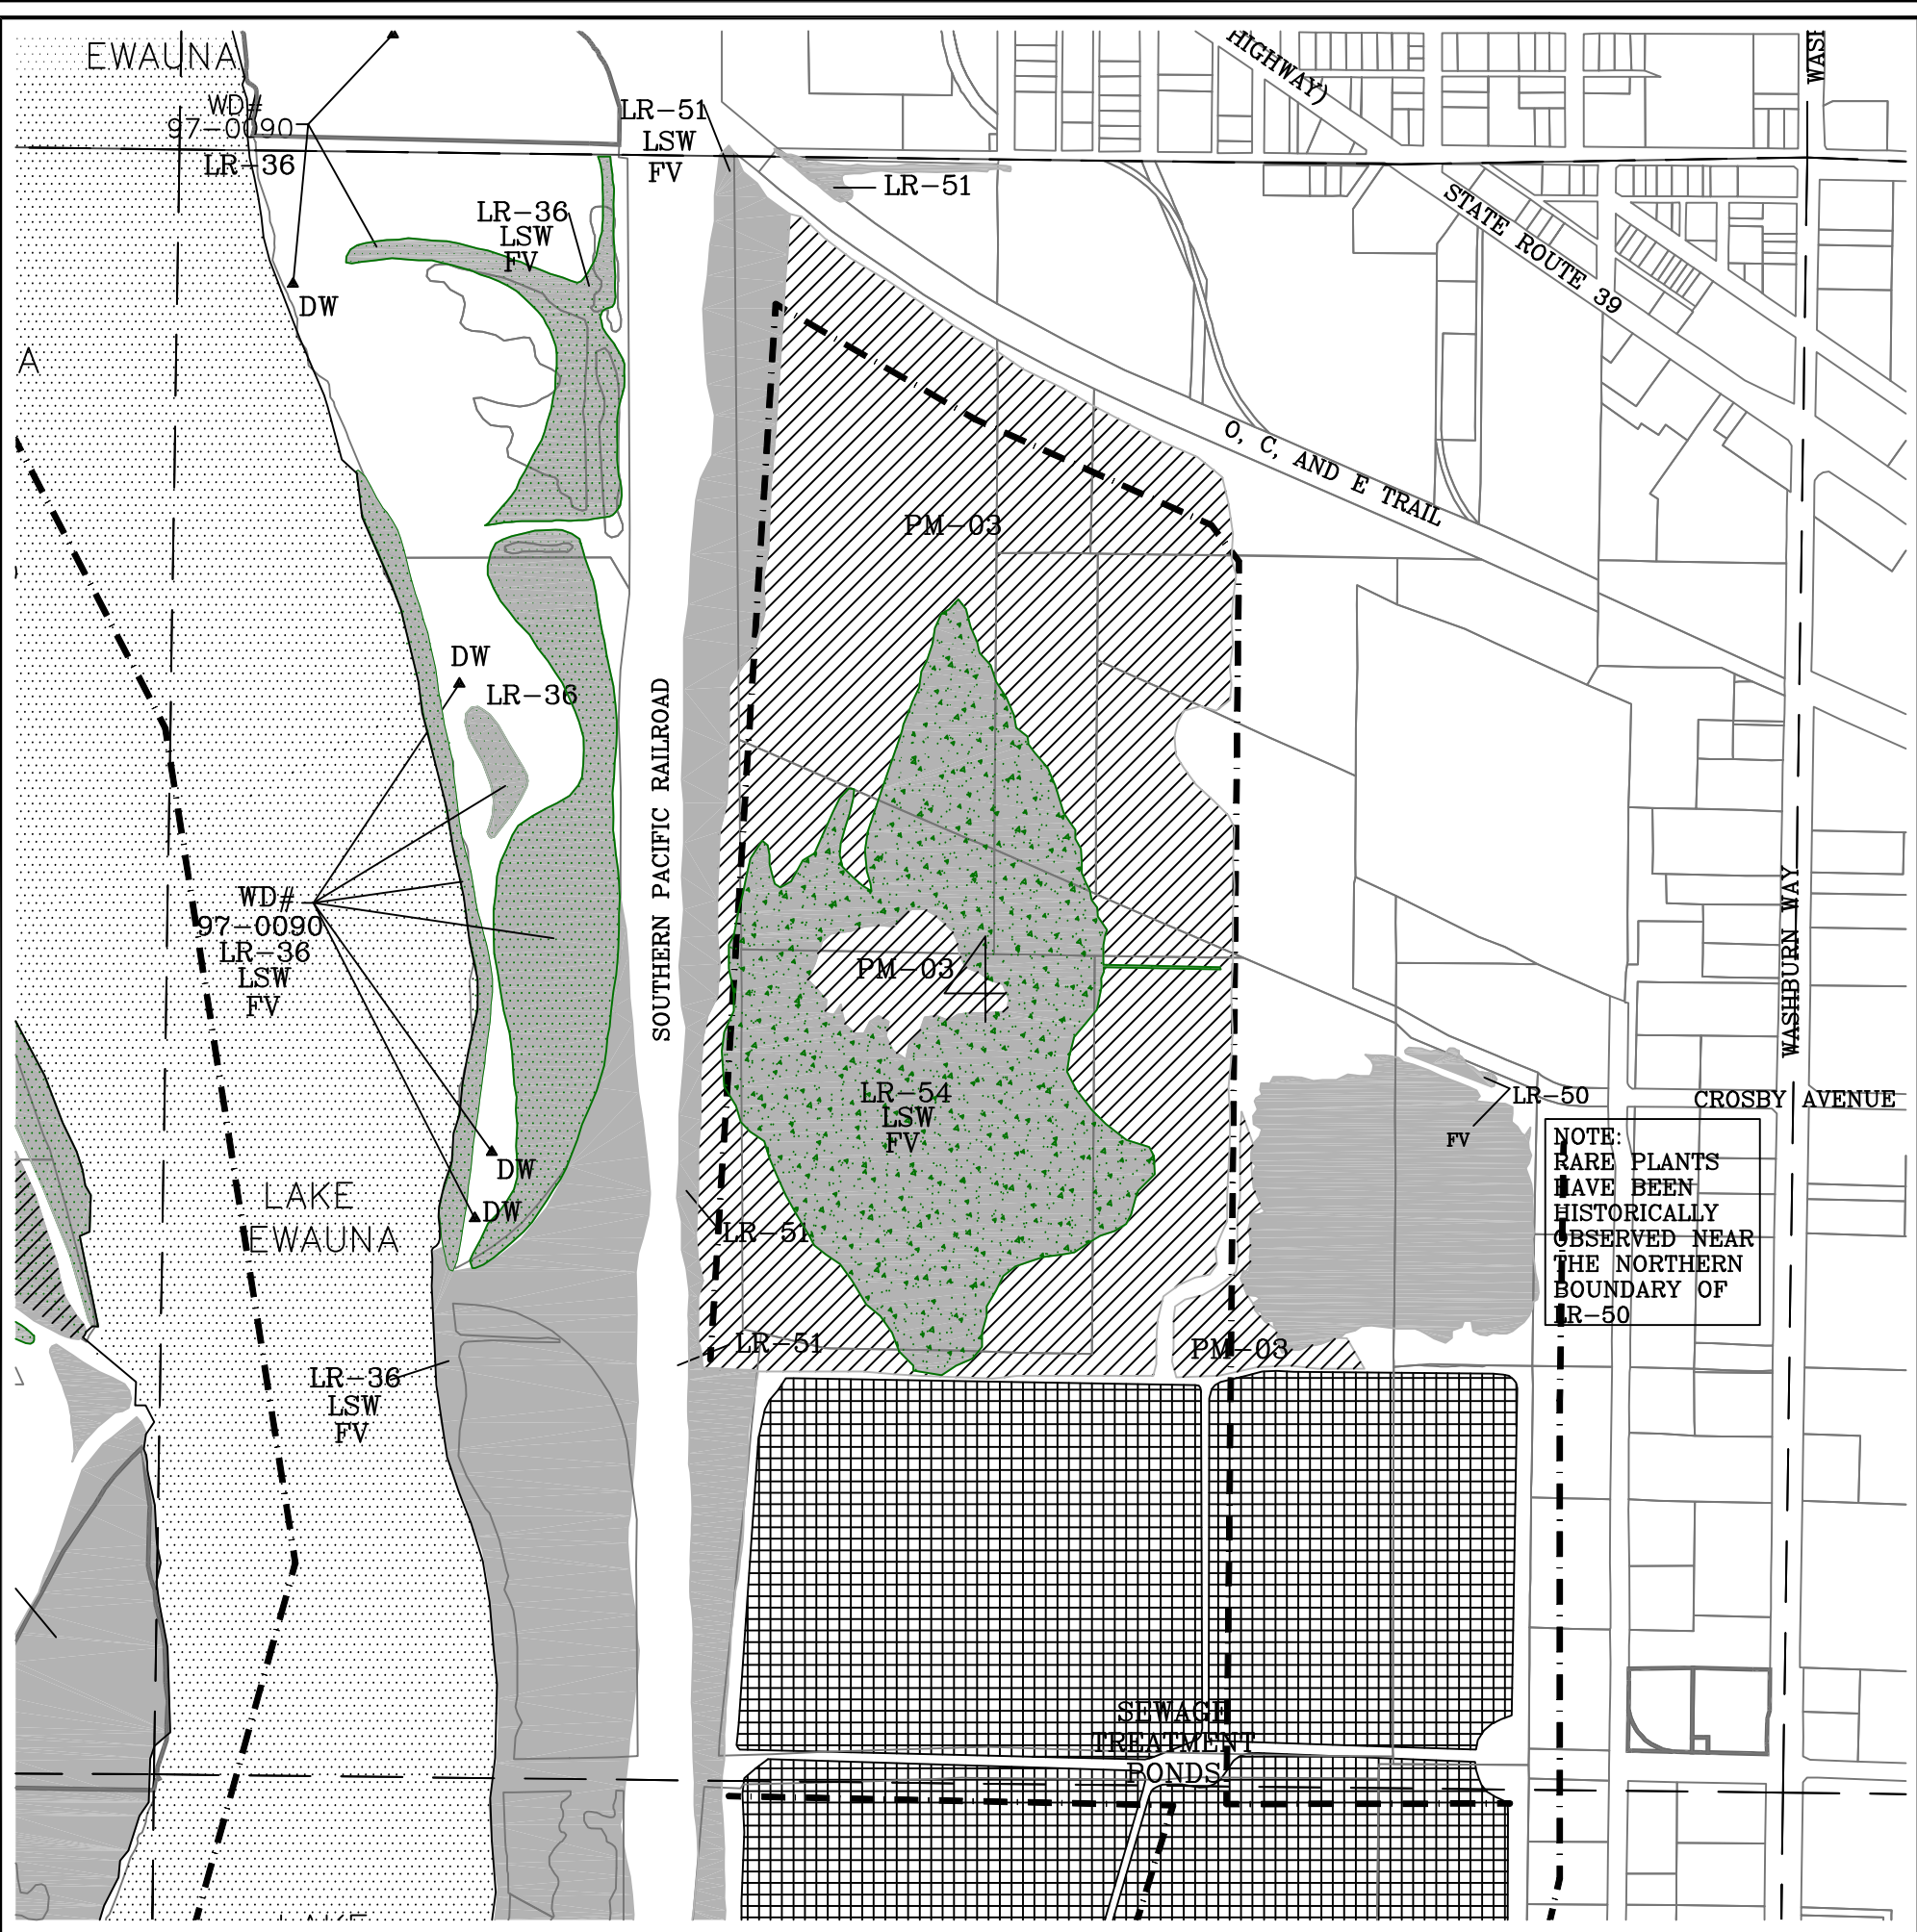 EWAUNA
WD#
97-0090
LR-36
LR-51
LSW
FV
LR-51
HIGHWAY)
STATE ROUTE 39
LR-36
LSW
FV
DW
A
O, C, AND E TRAIL
PM-03
DW
LR-36
SOUTHERN PACIFIC RAILROAD
WD#
97-0090
LR-36
LSW
FV
PM-03
4
WASHBURN WAY
LR-54
LSW
FV
LR-50
FV
CROSBY AVENUE
NOTE:
RARE PLANTS
HAVE BEEN
HISTORICALLY
OBSERVED NEAR
THE NORTHERN
BOUNDARY OF
LR-50
DW
DW
LAKE
EWAUNA
LR-51
LR-51
PM-03
LR-36
LSW
FV
SEWAGE
TREATMENT
PONDS